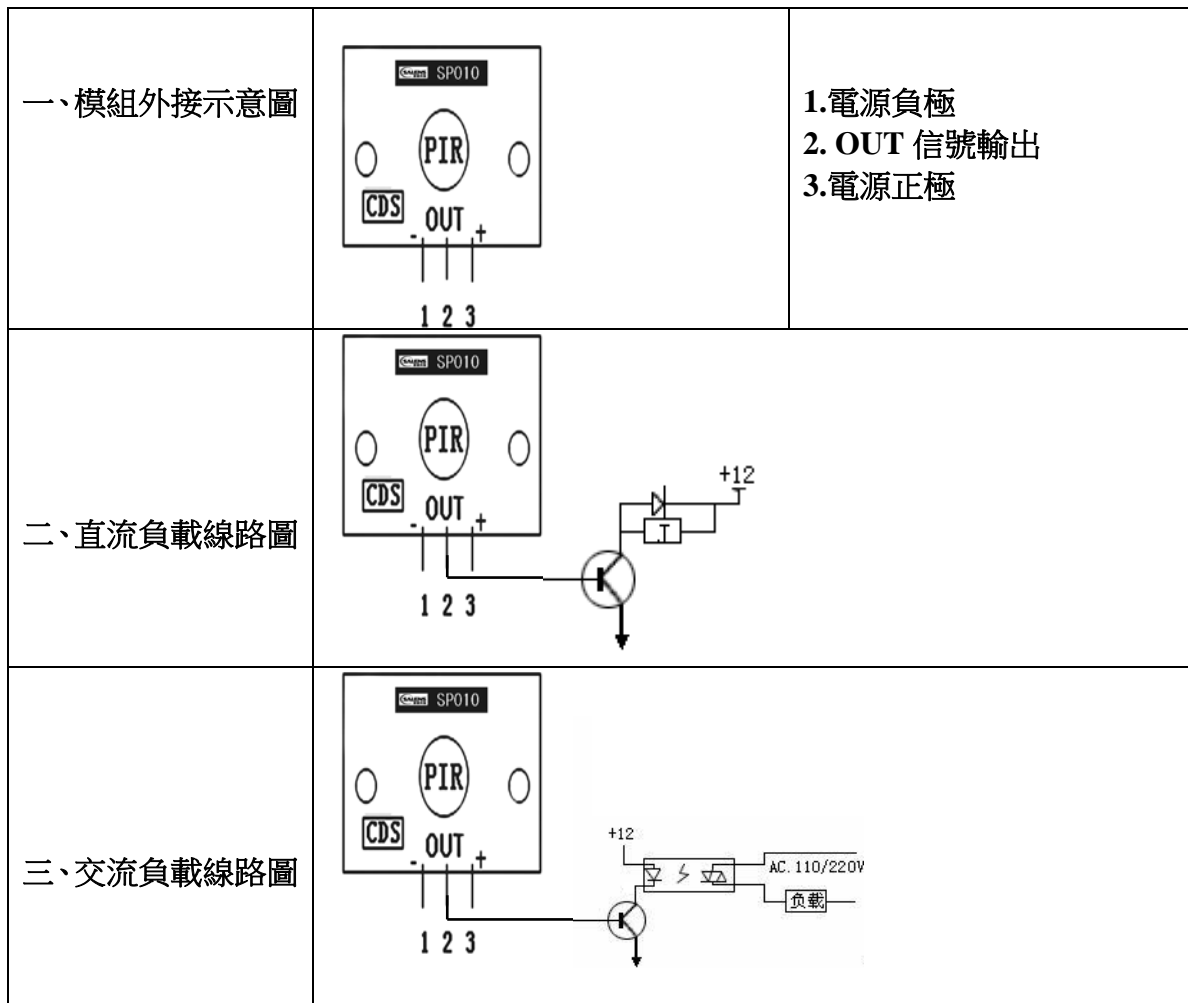 一、模組外接示意圖
SP010
PIR
CDS
OUT
- +
1 2 3
1.電源負極
2. OUT 信號輸出
3.電源正極
二、直流負載線路圖
SP010
PIR
CDS
OUT
- +
1 2 3
+12
三、交流負載線路圖
SP010
PIR
CDS
OUT
- +
1 2 3
+12
AC.110/220V
负载